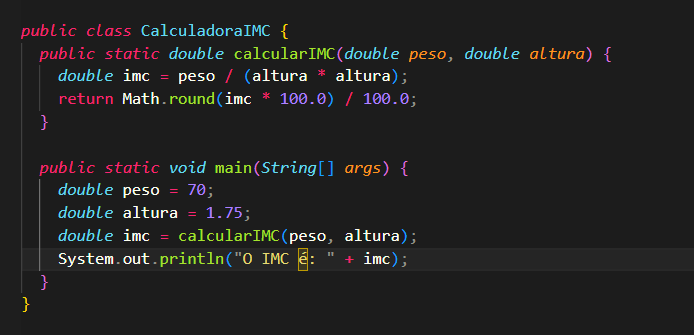 public class CalculadoraIMC {
  public static double calcularIMC(double peso, double altura) {
    double imc = peso / (altura * altura);
    return Math.round(imc * 100.0) / 100.0;
  }

  public static void main(String[] args) {
    double peso = 70;
    double altura = 1.75;
    double imc = calcularIMC(peso, altura);
    System.out.println("O IMC é: " + imc);
  }
}